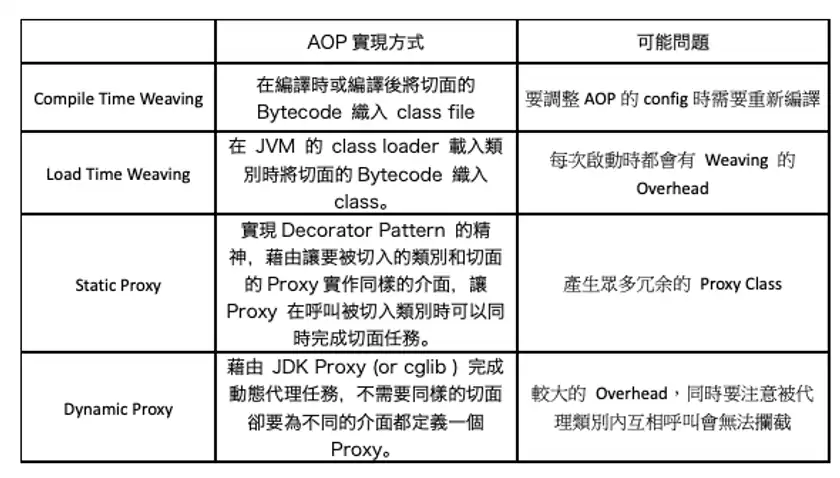 AOP 實現方式
可能問題
Compile Time Weaving
在編譯時或編譯後將切面的
Bytecode 織入 class file
要調整 AOP 的 config 時需要重新編譯
Load Time Weaving
在 JVM 的 class loader 載入類
別時將切面的 Bytecode 織入
class。
每次啟動時都會有 Weaving 的
Overhead
Static Proxy
實現 Decorator Pattern 的精
神，藉由讓要被切入的類別和切面
的 Proxy 實作同樣的介面，讓
Proxy 在呼叫被切入類別時可以同
時完成切面任務。
產生眾多冗余的 Proxy Class
Dynamic Proxy
藉由 JDK Proxy (or cglib ) 完成
動態代理任務，不需要同樣的切面
卻要為不同的介面都定義一個
Proxy。
較大的 Overhead，同時要注意被代
理類別內互相呼叫會無法攔截